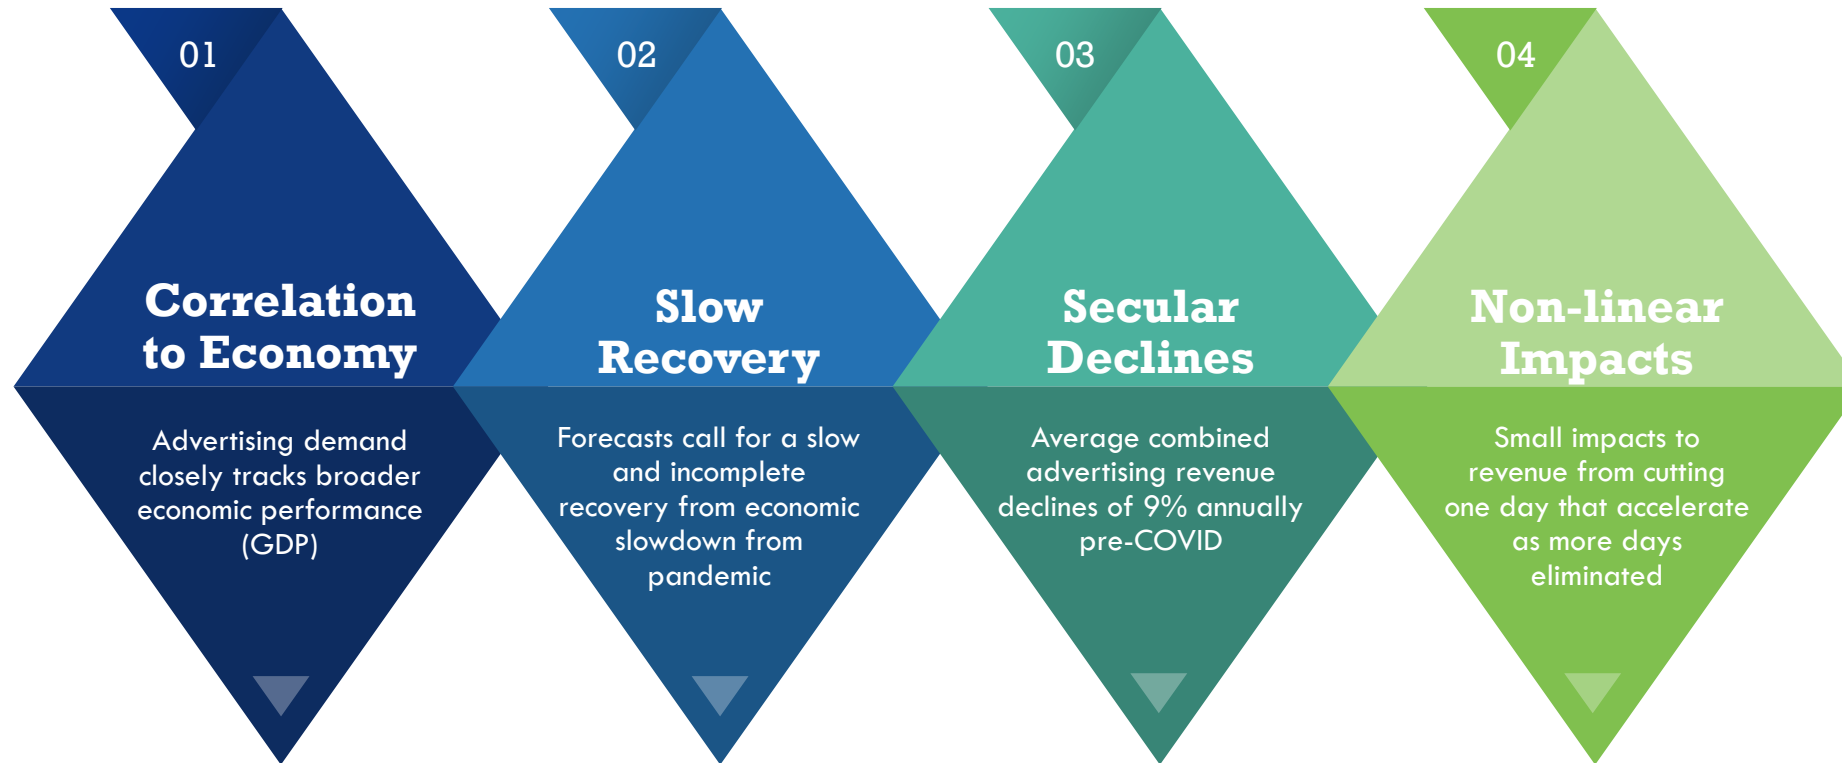 01
Correlation
to Economy
Advertising demand
closely tracks broader
economic performance
(GDP)
02
Slow
Recovery
Forecasts call for a slow
and incomplete
recovery from economic
slowdown from
pandemic
03
Secular
Declines
Average combined
advertising revenue
declines of 9% annually
pre-COVID
04
Non-linear
Impacts
Small impacts to
revenue from cutting
one day that accelerate
as more days
eliminated